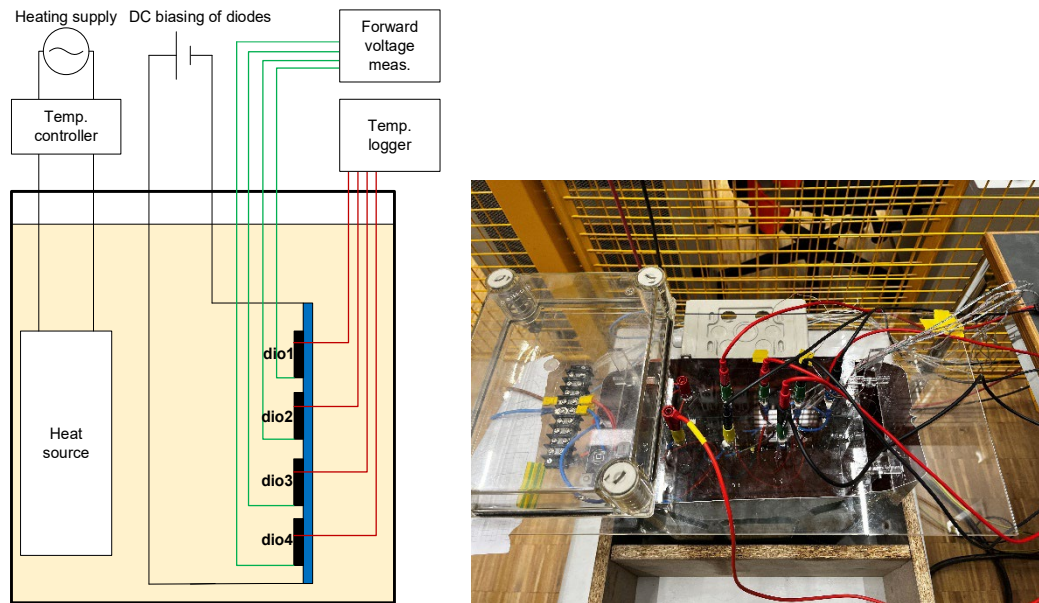 Heating supply
DC biasing of diodes
Forward
voltage
meas.
Temp.
controller
Temp.
logger
dio1
dio2
dio3
dio4
Heat
source